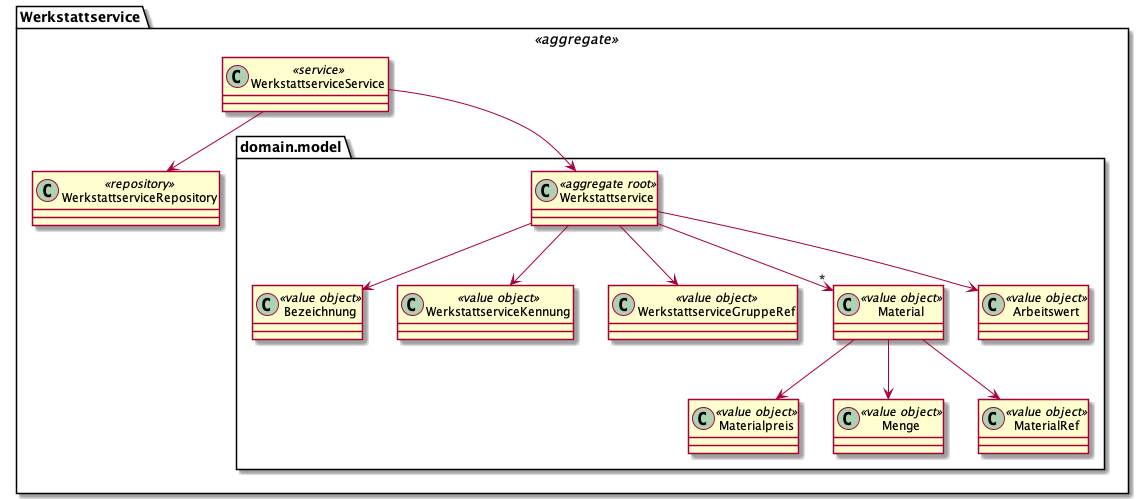 Werkstattservice
«aggregate»
C
«service»
WerkstattserviceService
domain.model
C
«repository»
WerkstattserviceRepository
C
«aggregate root»
Werkstattservice
*
C
«value object»
Bezeichnung
C
«value object»
WerkstattserviceKennung
C
«value object»
WerkstattserviceGruppeRef
C
«value object»
Material
C
«value object»
Arbeitswert
C
«value object»
Materialpreis
C
«value object»
Menge
C
«value object»
MaterialRef